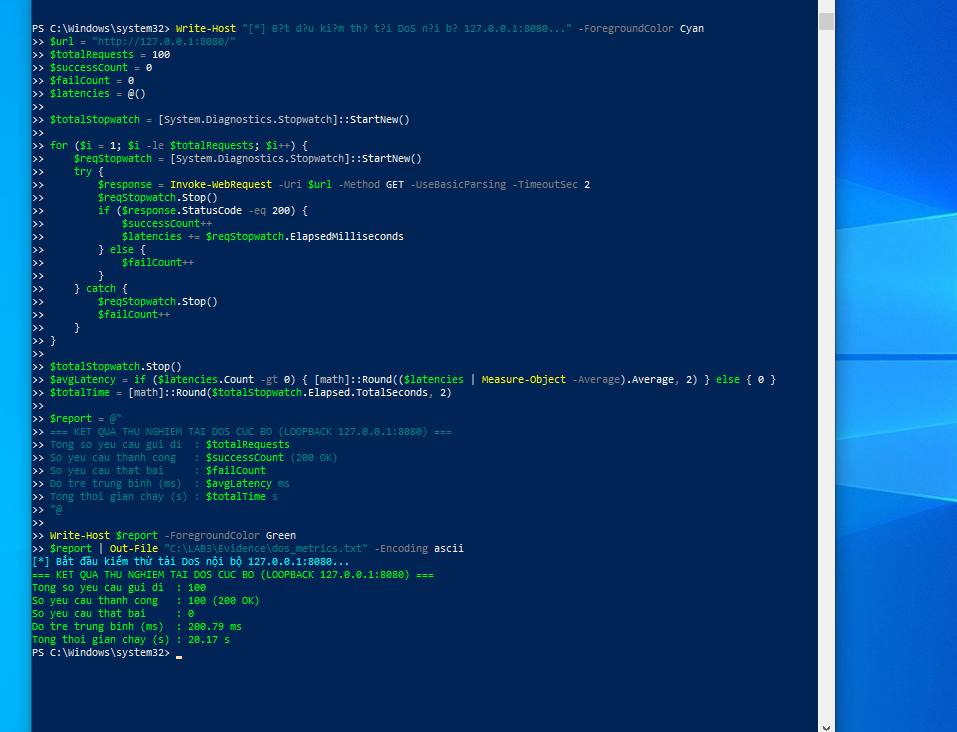 PS C:\Windows\system32> Write-Host "[*] B?t d?u ki?m th? t?i DoS n?i b? 127.0.0.1:8080..." -ForegroundColor Cyan
>> $url = "http://127.0.0.1:8080/"
>> $totalRequests = 100
>> $successCount = 0
>> $failCount = 0
>> $latencies = @()
>>
>> $totalStopwatch = [System.Diagnostics.Stopwatch]::StartNew()
>>
>> for ($i = 1; $i -le $totalRequests; $i++) {
>>     $reqStopwatch = [System.Diagnostics.Stopwatch]::StartNew()
>>     try {
>>         $response = Invoke-WebRequest -Uri $url -Method GET -UseBasicParsing -TimeoutSec 2
>>         $reqStopwatch.Stop()
>>         if ($response.StatusCode -eq 200) {
>>             $successCount++
>>             $latencies += $reqStopwatch.ElapsedMilliseconds
>>         } else {
>>             $failCount++
>>         }
>>     } catch {
>>         $reqStopwatch.Stop()
>>         $failCount++
>>     }
>> }
>>
>> $totalStopwatch.Stop()
>> $avgLatency = if ($latencies.Count -gt 0) { [math]::Round(($latencies | Measure-Object -Average).Average, 2) } else { 0 }
>> $totalTime = [math]::Round($totalStopwatch.Elapsed.TotalSeconds, 2)
>>
>> $report = @"
>> === KET QUA THU NGHIEM TAI DOS CUC BO (LOOPBACK 127.0.0.1:8080) ===
>> Tong so yeu cau gui di  : $totalRequests
>> So yeu cau thanh cong   : $successCount (200 OK)
>> So yeu cau that bai     : $failCount
>> Do tre trung binh (ms)  : $avgLatency ms
>> Tong thoi gian chay (s) : $totalTime s
>> "@
>>
>> Write-Host $report -ForegroundColor Green
>> $report | Out-File "C:\LAB3\Evidence\dos_metrics.txt" -Encoding ascii
[*] Bắt đầu kiểm thử tải DoS nội bộ 127.0.0.1:8080...
=== KET QUA THU NGHIEM TAI DOS CUC BO (LOOPBACK 127.0.0.1:8080) ===
Tong so yeu cau gui di  : 100
So yeu cau thanh cong   : 100 (200 OK)
So yeu cau that bai     : 0
Do tre trung binh (ms)  : 200.79 ms
Tong thoi gian chay (s) : 20.17 s
PS C:\Windows\system32>